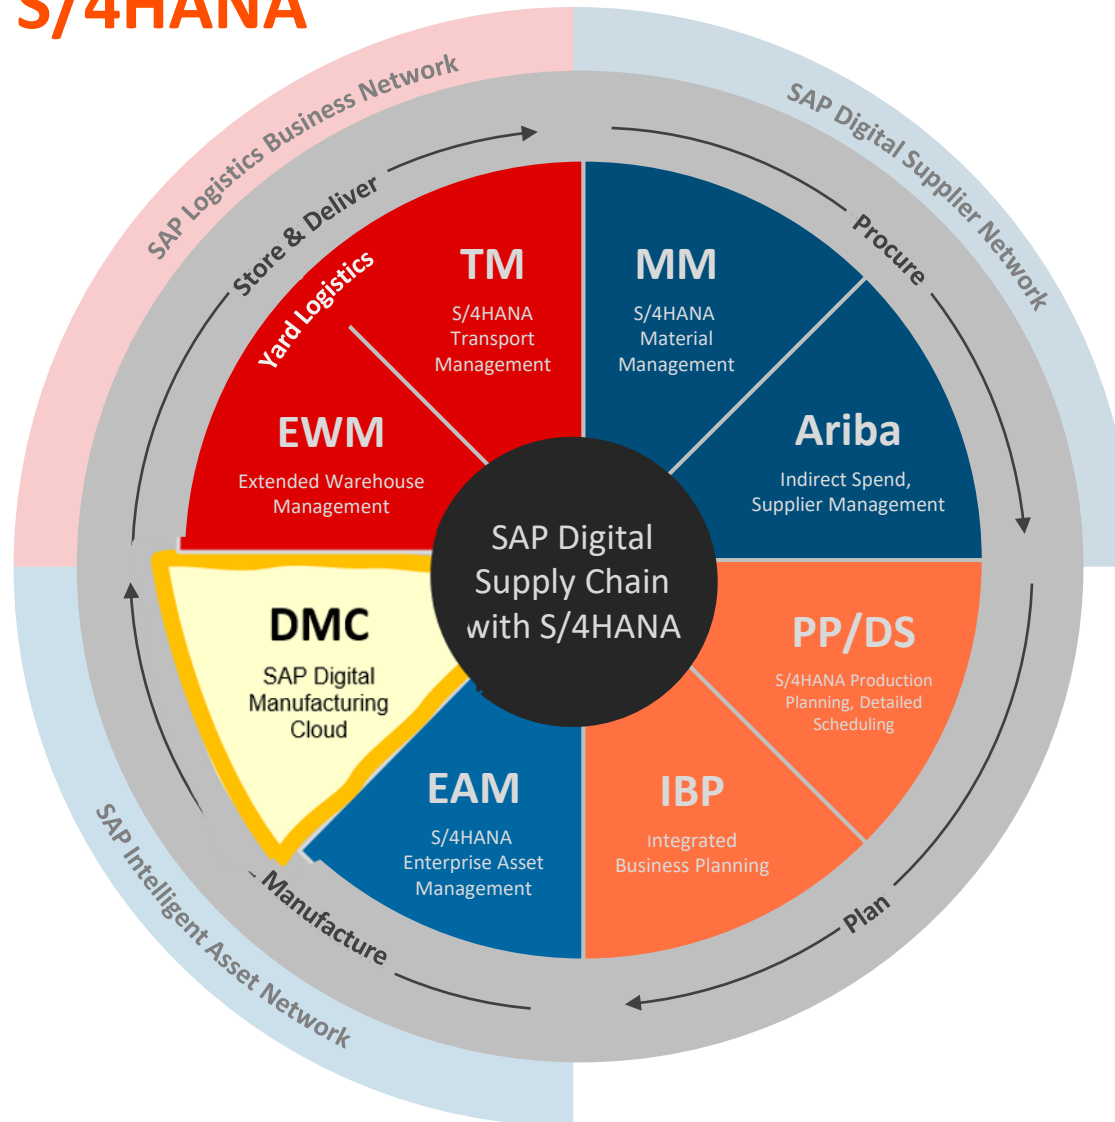 S/4HANA
SAP Logistics Business Network
SAP Digital Supplier Network
Store & Deliver
Procure
Yard Logistics
TM
S/4HANA
Transport
Management
MM
S/4HANA
Material
Management
EWM
Extended Warehouse
Management
Ariba
Indirect Spend,
Supplier Management
SAP Digital
Supply Chain
with S/4HANA
DMC
SAP Digital
Manufacturing
Cloud
PP/DS
S/4HANA Production
Planning, Detailed
Scheduling
EAM
S/4HANA
Enterprise Asset
Management
IBP
Integrated
Business Planning
Manufacture
Plan
SAP Intelligent Asset Network